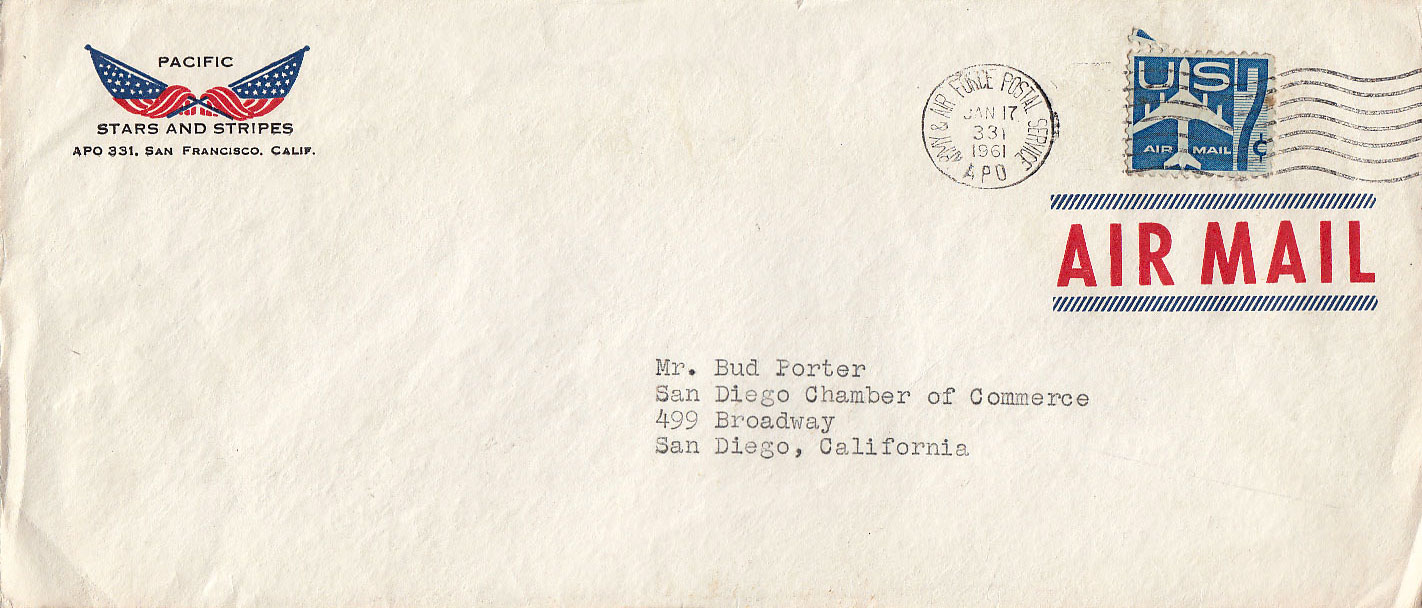 PACIFIC
STARS AND STRIPES
APO 331, SAN FRANCISCO, CALIF.
ARMY & AIR FORCE POSTAL SERVICE
JAN 17
331
1961
APO
US
7¢
AIR MAIL
AIR MAIL
Mr. Bud Porter
San Diego Chamber of Commerce
499 Broadway
San Diego, California